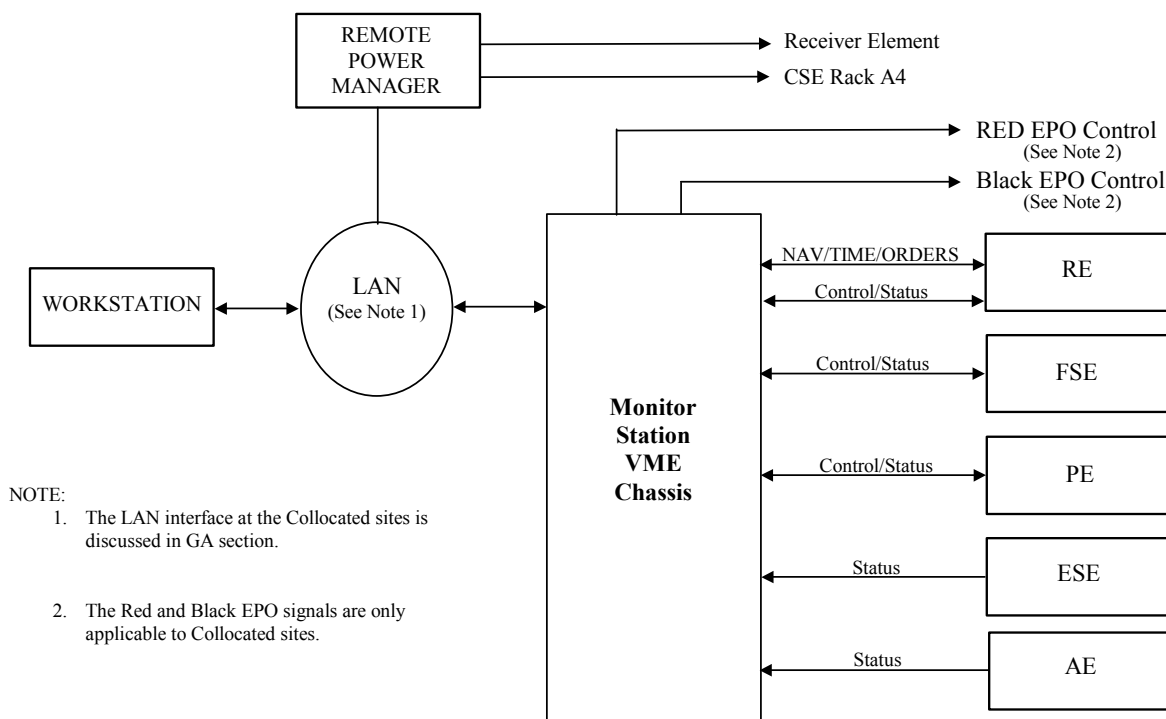 REMOTE
POWER
MANAGER
Receiver Element
CSE Rack A4
RED EPO Control
(See Note 2)
Black EPO Control
(See Note 2)
WORKSTATION
LAN
(See Note 1)
Monitor
Station
VME
Chassis
NAV/TIME/ORDERS
Control/Status
RE
Control/Status
FSE
Control/Status
PE
Status
ESE
Status
AE
NOTE:
1. The LAN interface at the Collocated sites is
discussed in GA section.
2. The Red and Black EPO signals are only
applicable to Collocated sites.